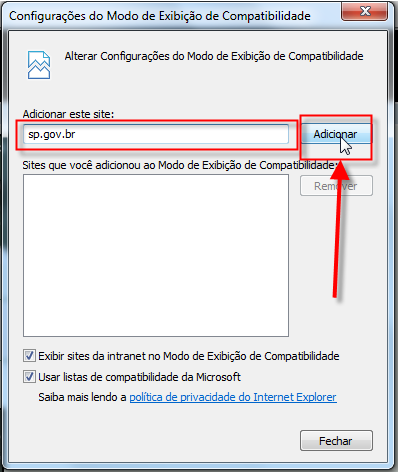 Configurações do Modo de Exibição de Compatibilidade
Alterar Configurações do Modo de Exibição de Compatibilidade
Adicionar este site:
sp.gov.br
Adicionar
Sites que você adicionou ao Modo de Exibição de Compatibilidade:
Remover
Exibir sites da intranet no Modo de Exibição de Compatibilidade
Usar listas de compatibilidade da Microsoft
Saiba mais lendo a política de privacidade do Internet Explorer
Fechar